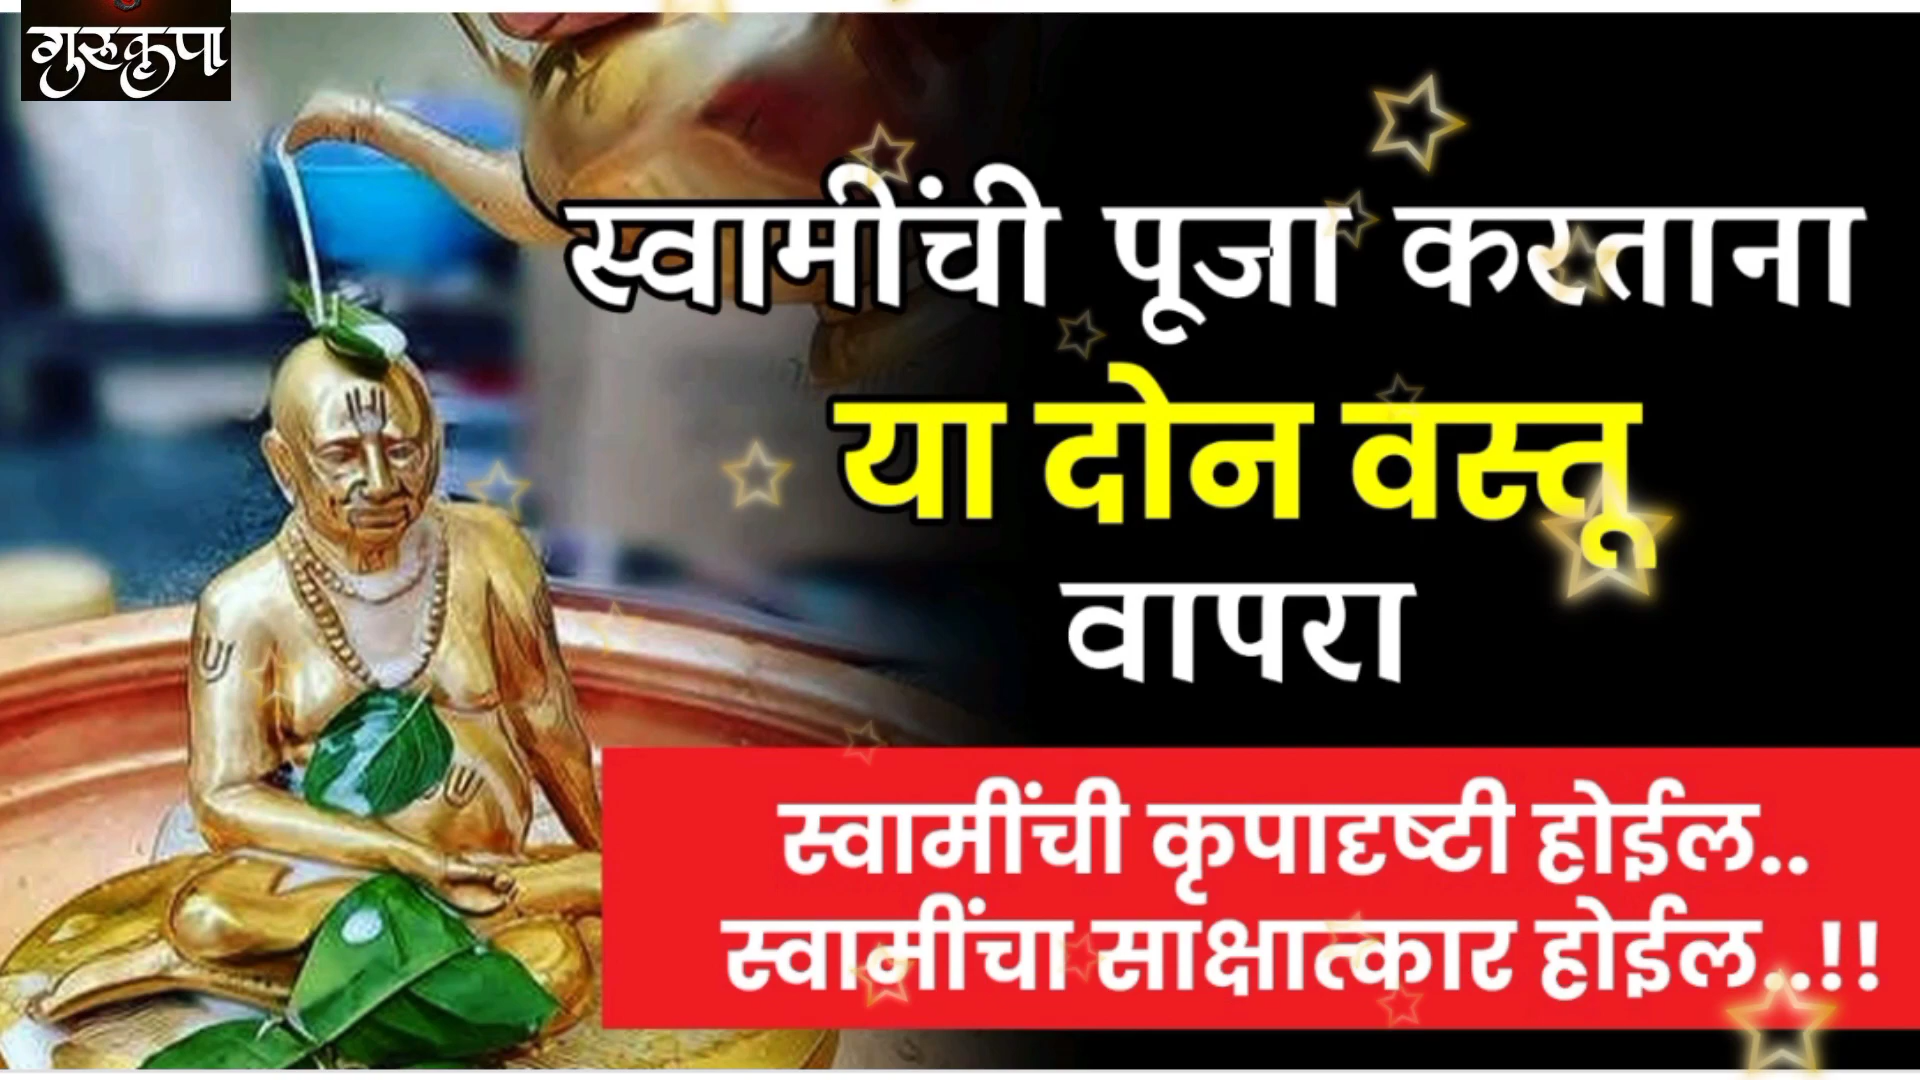 गुरुकृपा
स्वामींची पूजा करताना
या दोन वस्तू
वापरा
स्वामींची कृपादृष्टी होईल..
स्वामींचा साक्षात्कार होईल..!!